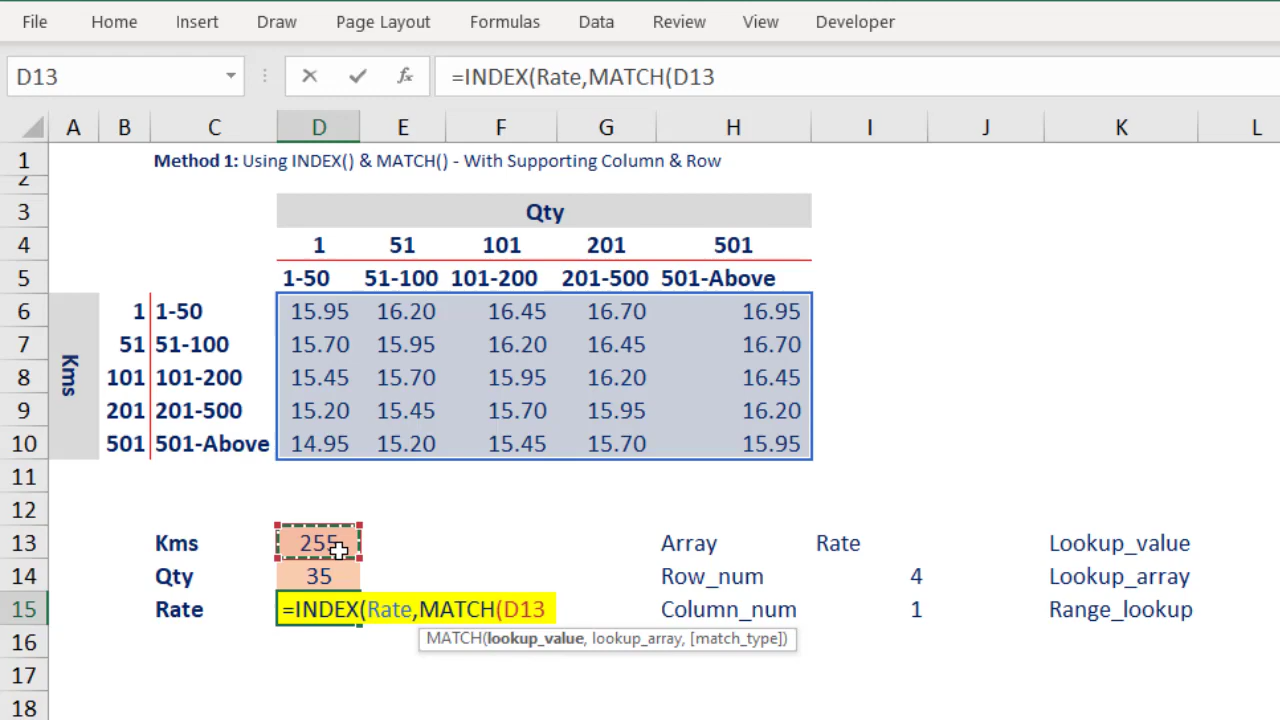 File Home Insert Draw Page Layout Formulas Data Review View Developer
D13 fx =INDEX(Rate,MATCH(D13
A B C D E F G H I J K L
1 Method 1: Using INDEX() & MATCH() - With Supporting Column & Row
2
3 Qty
4 1 51 101 201 501
5 1-50 51-100 101-200 201-500 501-Above
Kms
6 1 1-50 15.95 16.20 16.45 16.70 16.95
7 51 51-100 15.70 15.95 16.20 16.45 16.70
8 101 101-200 15.45 15.70 15.95 16.20 16.45
9 201 201-500 15.20 15.45 15.70 15.95 16.20
10 501 501-Above 14.95 15.20 15.45 15.70 15.95
11
12
13 Kms 255 Array Rate Lookup_value
14 Qty 35 Row_num 4 Lookup_array
15 Rate =INDEX(Rate,MATCH(D13 Column_num 1 Range_lookup
16 MATCH(lookup_value, lookup_array, [match_type])
17
18